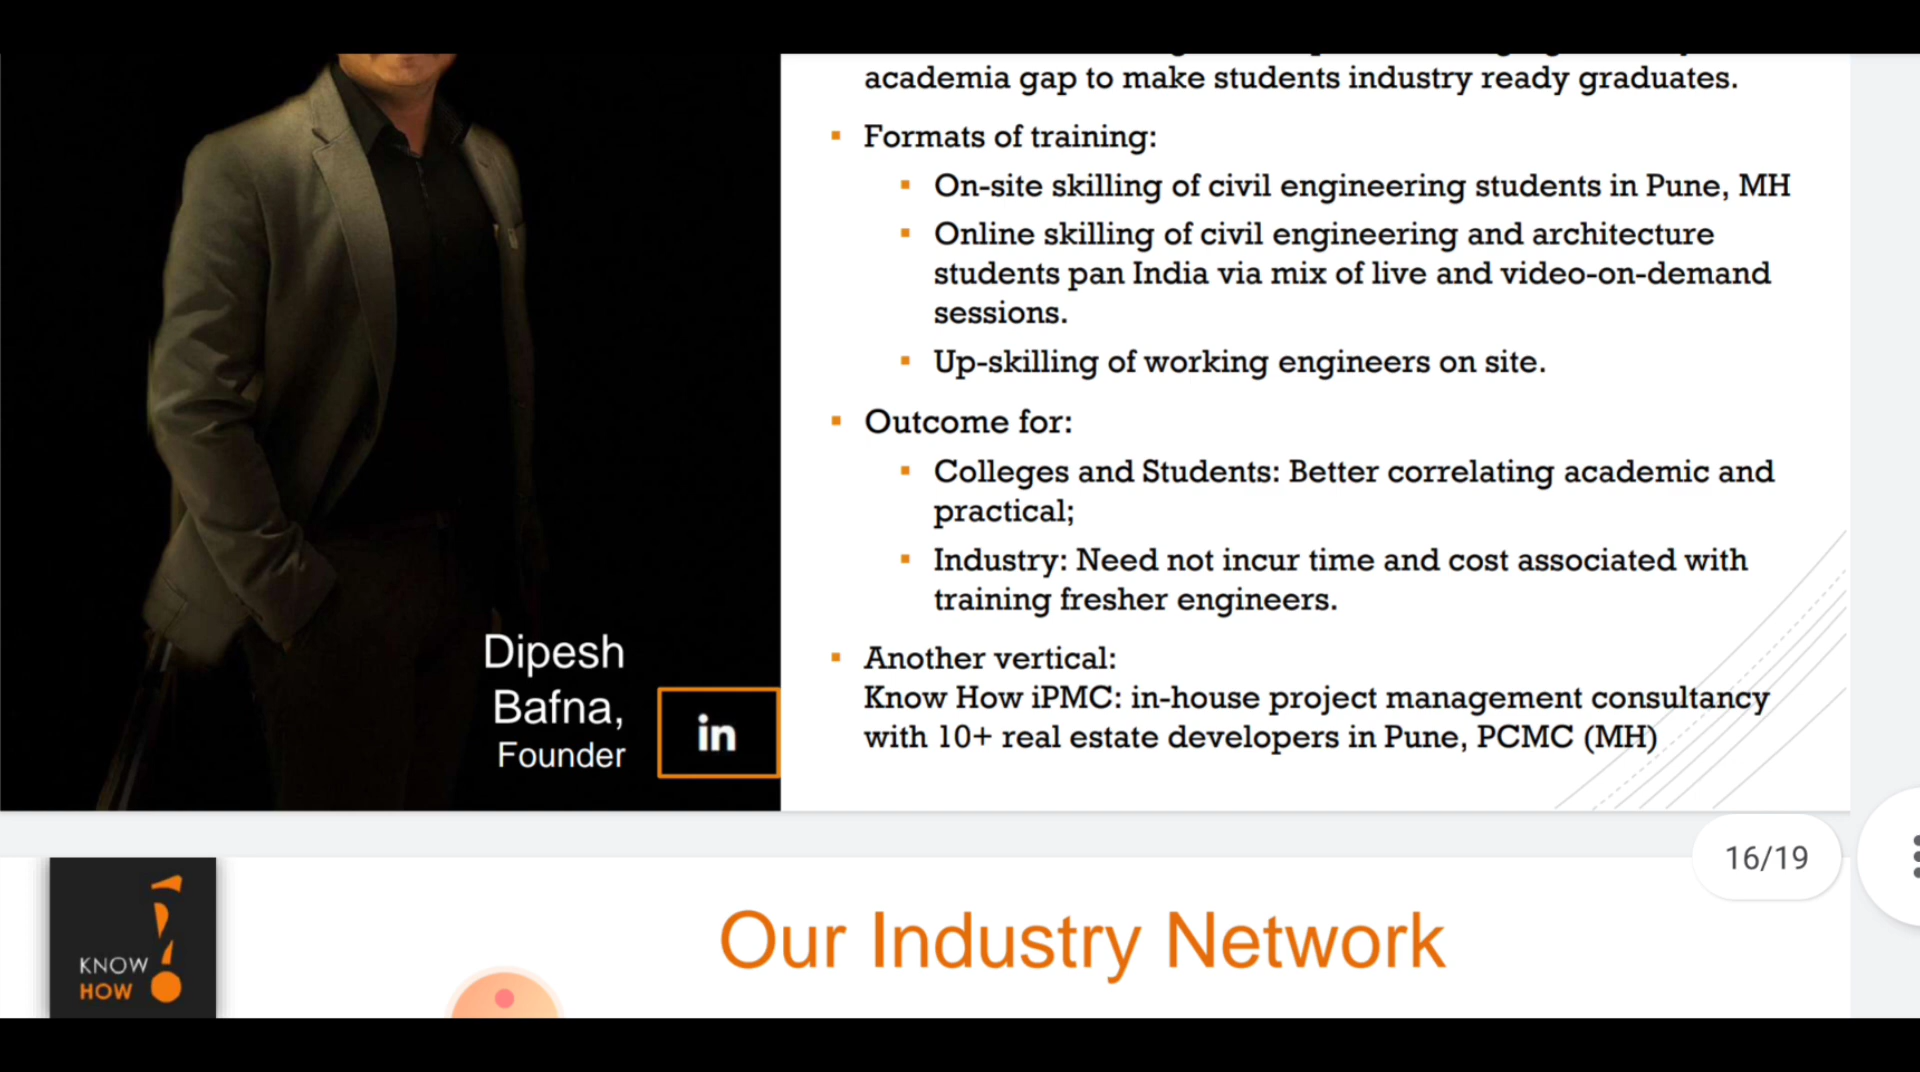 academia gap to make students industry ready graduates.
Formats of training:
On-site skilling of civil engineering students in Pune, MH
Online skilling of civil engineering and architecture
students pan India via mix of live and video-on-demand
sessions.
Up-skilling of working engineers on site.
Outcome for:
Colleges and Students: Better correlating academic and
practical;
Industry: Need not incur time and cost associated with
training fresher engineers.
Another vertical:
Know How iPMC: in-house project management consultancy
with 10+ real estate developers in Pune, PCMC (MH)
Dipesh
Bafna,
Founder
in
16/19
KNOW
HOW
Our Industry Network